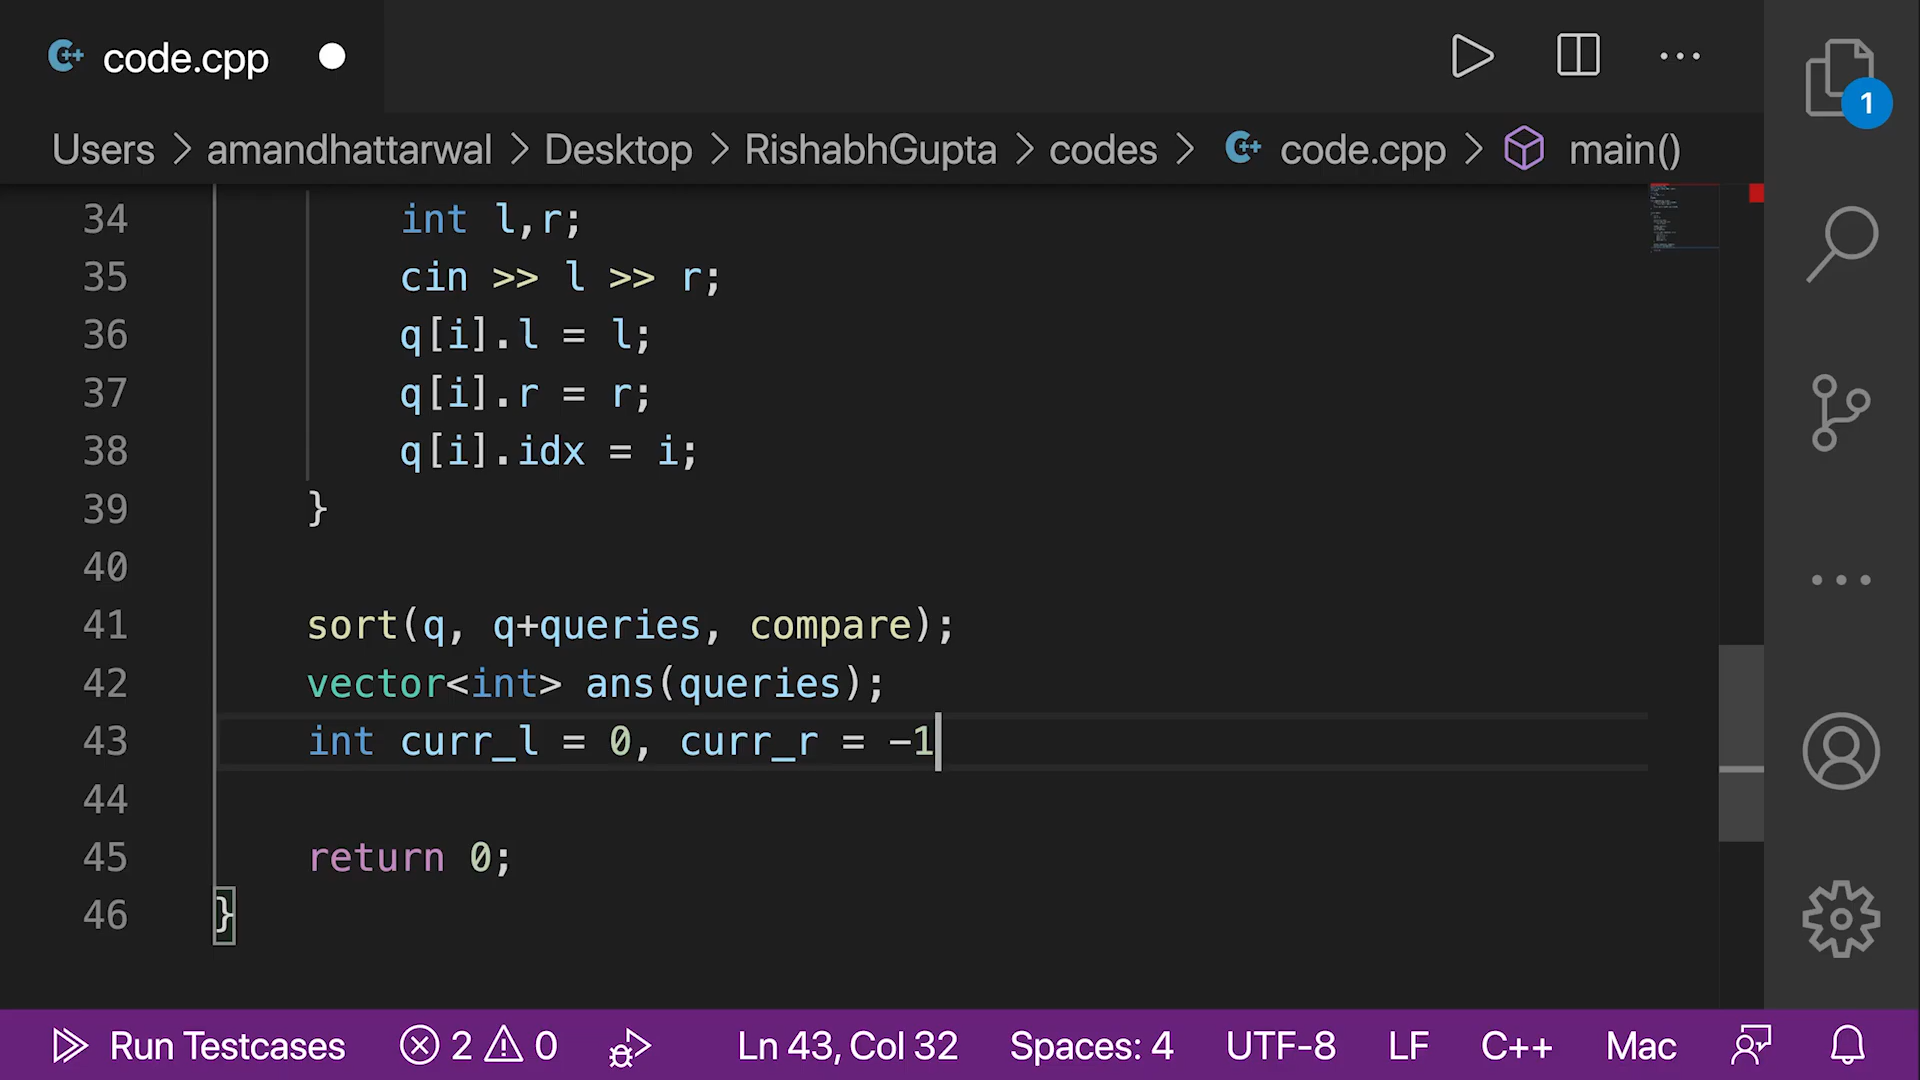 code.cpp
1
Users > amandhattarwal > Desktop > RishabhGupta > codes > code.cpp > main()
34 int l,r;
35 cin >> l >> r;
36 q[i].l = l;
37 q[i].r = r;
38 q[i].idx = i;
39 }
40
41 sort(q, q+queries, compare);
42 vector<int> ans(queries);
43 int curr_l = 0, curr_r = -1
44
45 return 0;
46 }
Run Testcases 2 0 Ln 43, Col 32 Spaces: 4 UTF-8 LF C++ Mac